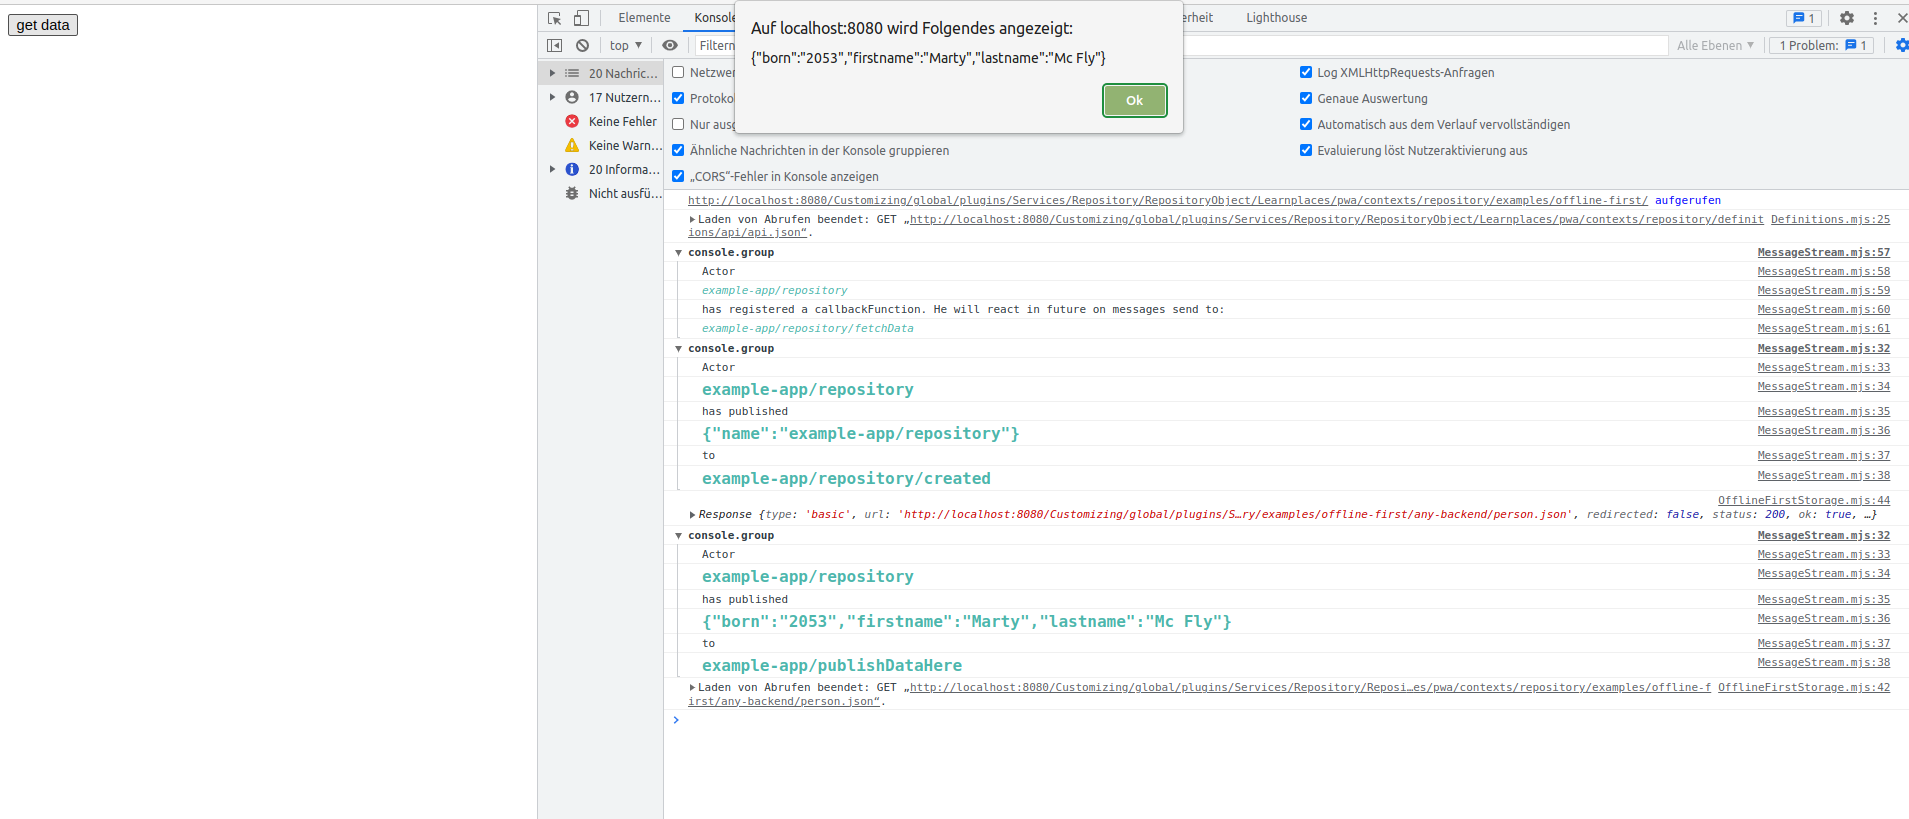 get data
Elemente
Konsole
erheit
Lighthouse
1
Auf localhost:8080 wird Folgendes angezeigt:
{"born":"2053","firstname":"Marty","lastname":"Mc Fly"}
Ok
top
Filtern
Alle Ebenen
1 Problem:
1
20 Nachric...
17 Nutzern...
Keine Fehler
Keine Warn...
20 Informa...
Nicht ausfü...
Netzwer
Protoko
Nur ausg
Ähnliche Nachrichten in der Konsole gruppieren
„CORS“-Fehler in Konsole anzeigen
Log XMLHttpRequests-Anfragen
Genaue Auswertung
Automatisch aus dem Verlauf vervollständigen
Evaluierung löst Nutzeraktivierung aus
http://localhost:8080/Customizing/global/plugins/Services/Repository/RepositoryObject/Learnplaces/pwa/contexts/repository/examples/offline-first/ aufgerufen
Laden von Abrufen beendet: GET „http://localhost:8080/Customizing/global/plugins/Services/Repository/RepositoryObject/Learnplaces/pwa/contexts/repository/definit Definitions.mjs:25
ions/api/api.json“.
console.group MessageStream.mjs:57
Actor MessageStream.mjs:58
example-app/repository MessageStream.mjs:59
has registered a callbackFunction. He will react in future on messages send to: MessageStream.mjs:60
example-app/repository/fetchData MessageStream.mjs:61
console.group MessageStream.mjs:32
Actor MessageStream.mjs:33
example-app/repository MessageStream.mjs:34
has published MessageStream.mjs:35
{"name":"example-app/repository"} MessageStream.mjs:36
to MessageStream.mjs:37
example-app/repository/created MessageStream.mjs:38
OfflineFirstStorage.mjs:44
Response {type: 'basic', url: 'http://localhost:8080/Customizing/global/plugins/S…ry/examples/offline-first/any-backend/person.json', redirected: false, status: 200, ok: true, …}
console.group MessageStream.mjs:32
Actor MessageStream.mjs:33
example-app/repository MessageStream.mjs:34
has published MessageStream.mjs:35
{"born":"2053","firstname":"Marty","lastname":"Mc Fly"} MessageStream.mjs:36
to MessageStream.mjs:37
example-app/publishDataHere MessageStream.mjs:38
Laden von Abrufen beendet: GET „http://localhost:8080/Customizing/global/plugins/Services/Repository/Reposi…es/pwa/contexts/repository/examples/offline-f OfflineFirstStorage.mjs:42
irst/any-backend/person.json“.